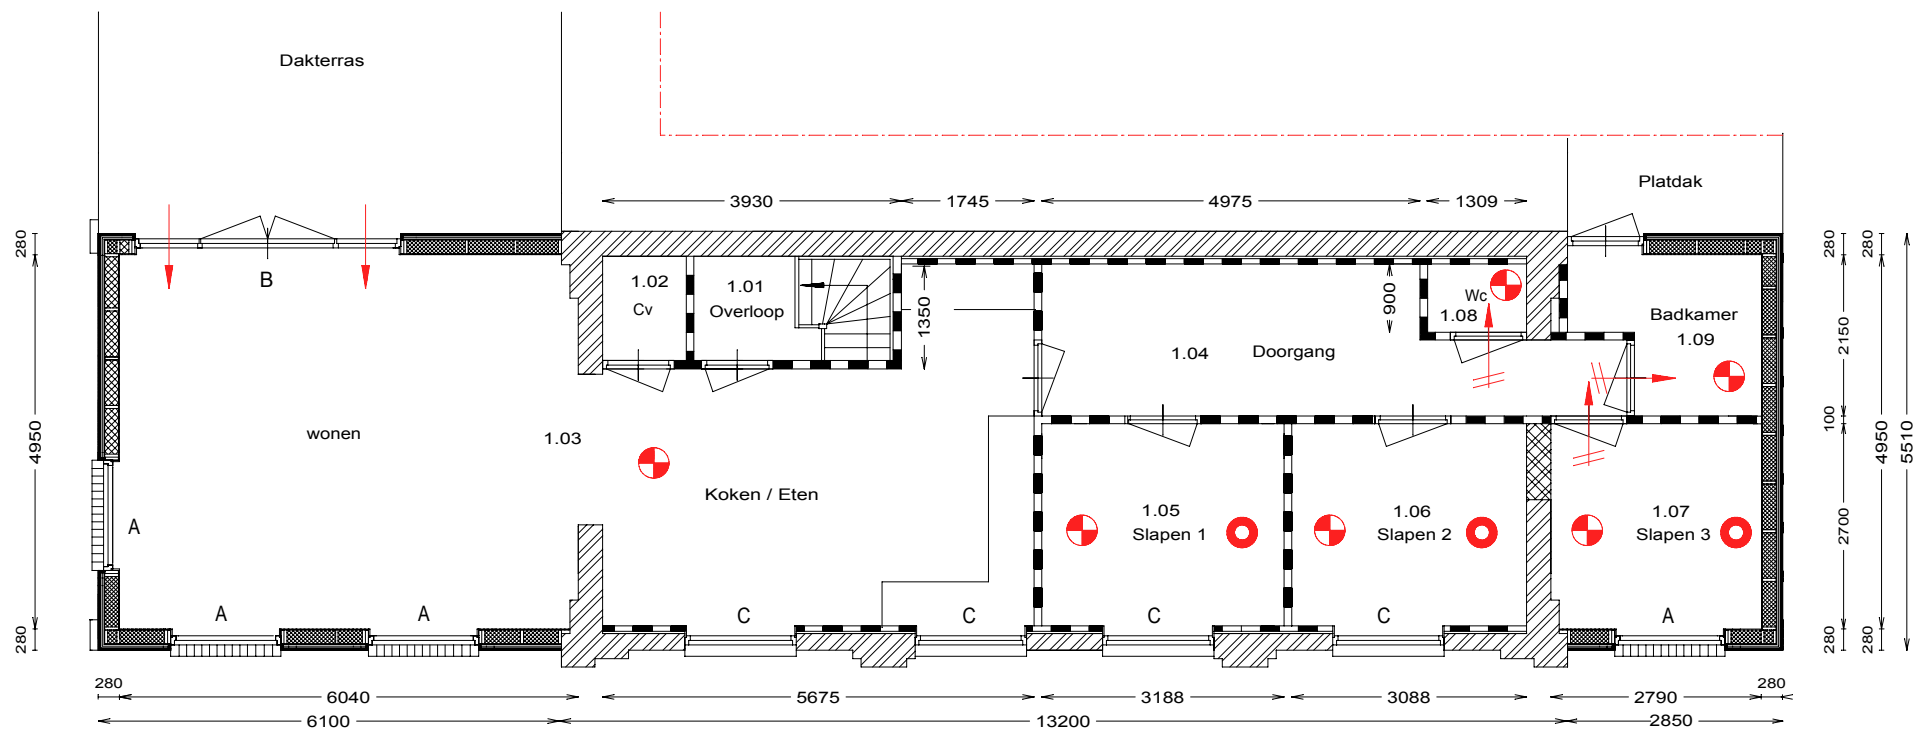 Dakterras
Platdak
3930
1745
4975
1309
280
280
280
B
1.02
Cv
1.01
Overloop
1350
900
Wc
1.08
Badkamer
1.09
1.04
Doorgang
2150
4950
wonen
1.03
100
4950
5510
Koken / Eten
A
1.05
Slapen 1
1.06
Slapen 2
1.07
Slapen 3
2700
A
A
C
C
C
C
A
280
280
280
280
6040
5675
3188
3088
2790
280
6100
13200
2850